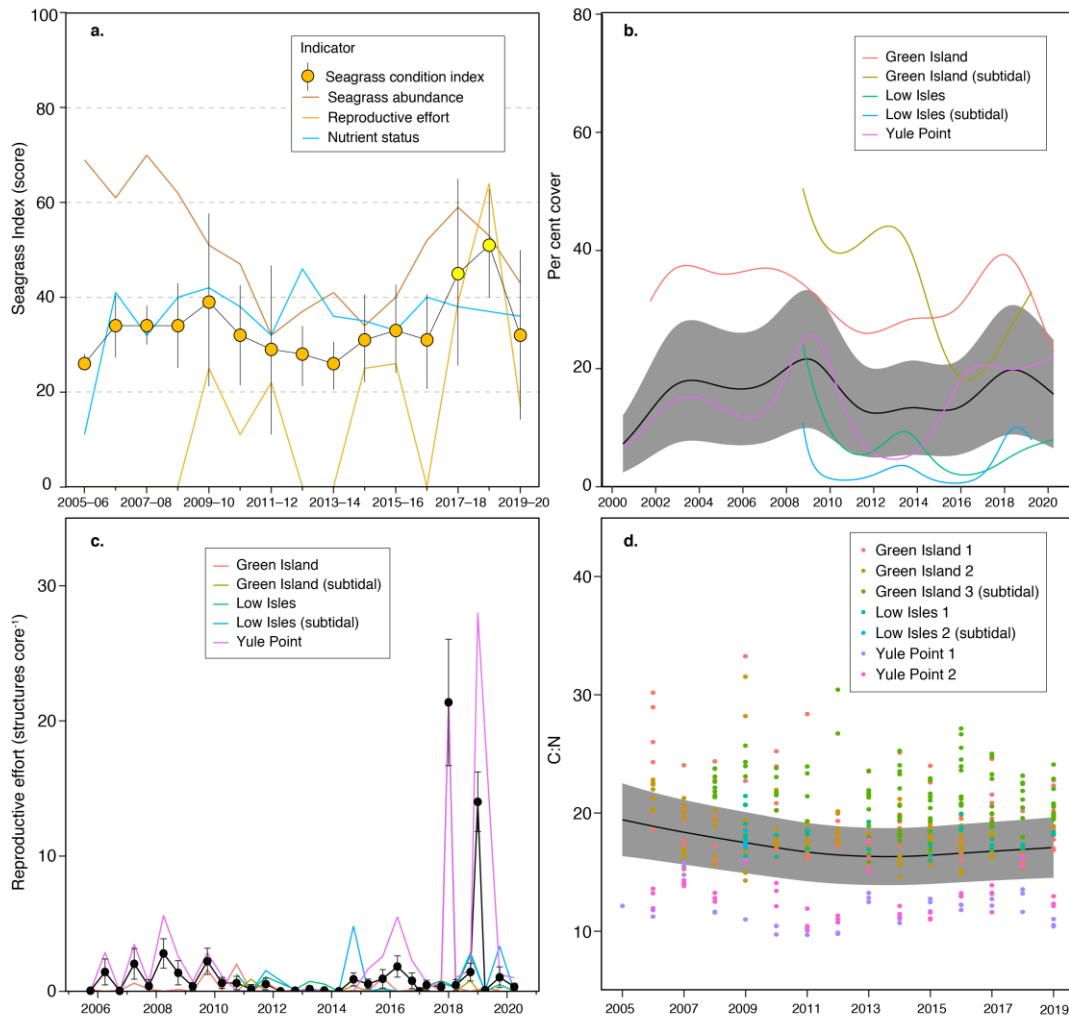 a.
Seagrass Index (score)
100
80
60
40
20
0
Indicator
Seagrass condition index
Seagrass abundance
Reproductive effort
Nutrient status
2005–06
2007–08
2009–10
2011–12
2013–14
2015–16
2017–18
2019–20
b.
Per cent cover
80
60
40
20
0
Green Island
Green Island (subtidal)
Low Isles
Low Isles (subtidal)
Yule Point
2000
2002
2004
2006
2008
2010
2012
2014
2016
2018
2020
c.
Reproductive effort (structures core⁻¹)
30
20
10
0
Green Island
Green Island (subtidal)
Low Isles
Low Isles (subtidal)
Yule Point
2006
2008
2010
2012
2014
2016
2018
2020
d.
C:N
40
30
20
10
Green Island 1
Green Island 2
Green Island 3 (subtidal)
Low Isles 1
Low Isles 2 (subtidal)
Yule Point 1
Yule Point 2
2005
2007
2009
2011
2013
2015
2017
2019